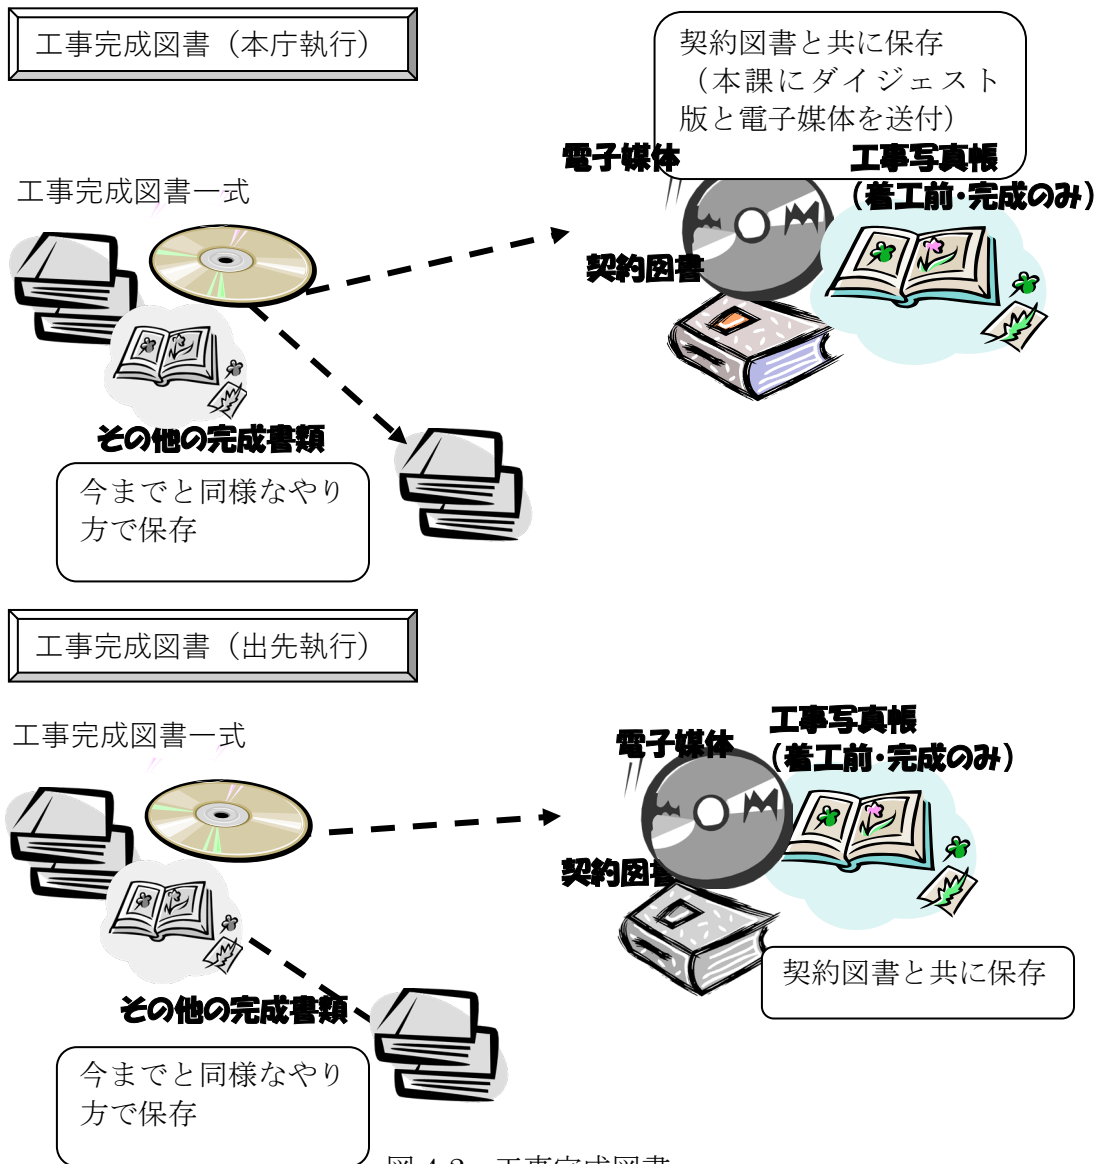 工事完成図書（本庁執行）
契約図書と共に保存
（本課にダイジェスト
版と電子媒体を送付）
電子媒体
工事写真帳
（着工前・完成のみ）
工事完成図書一式
契約図書
その他の完成書類
今までと同様なやり
方で保存
工事完成図書（出先執行）
工事完成図書一式
工事写真帳
（着工前・完成のみ）
電子媒体
契約図書
契約図書と共に保存
その他の完成書類
今までと同様なやり
方で保存
工事完成図書